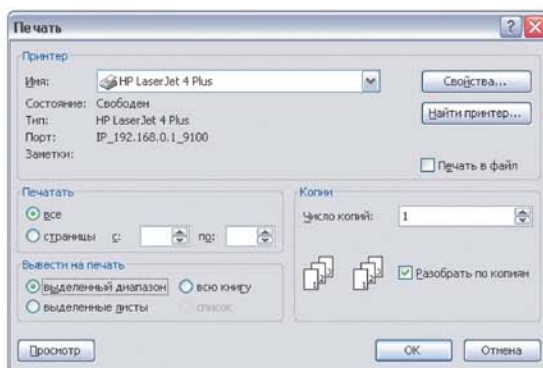 Печать
Принтер
Имя: HP LaserJet 4 Plus
Свойства...
Состояние: Свободен
Тип: HP LaserJet 4 Plus
Найти принтер...
Порт: IP_192.168.0.1_9100
Заметки:
Печать в файл
Печатать
все
страницы с: по:
Копии
Число копий: 1
Разобрать по копиям
Вывести на печать
выделенный диапазон всю книгу
выделенные листы список
Просмотр
OK Отмена